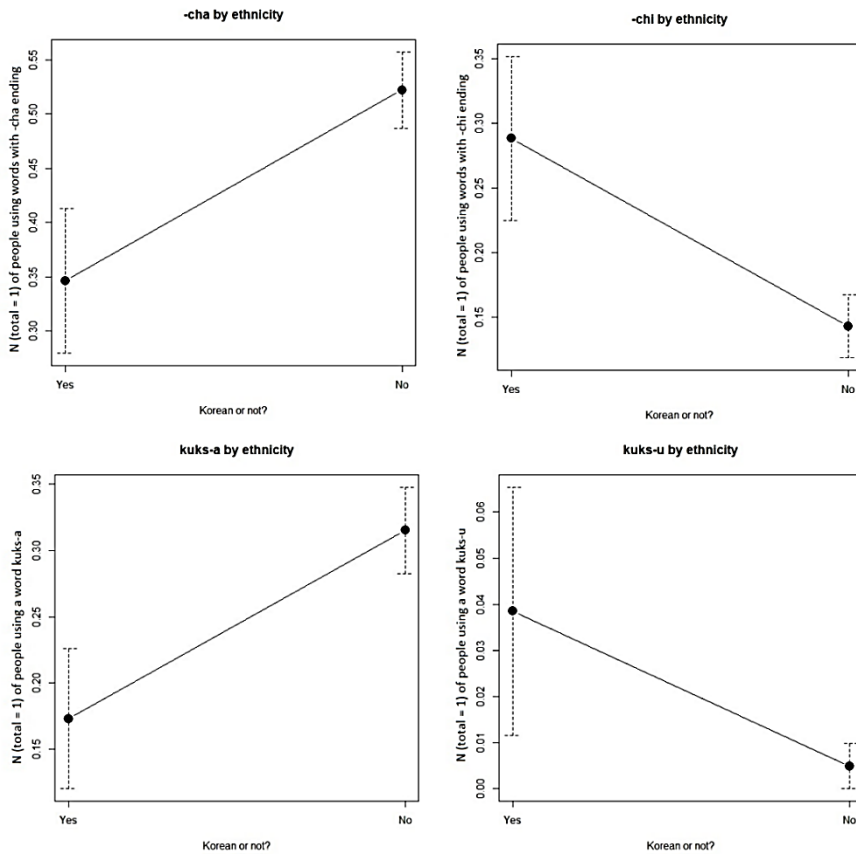 -cha by ethnicity
N (total = 1) of people using words with -cha ending
0.55
0.50
0.45
0.40
0.35
0.30
Yes
No
Korean or not?
-chi by ethnicity
N (total = 1) of people using words with -chi ending
0.35
0.30
0.25
0.20
0.15
Yes
No
Korean or not?
kuks-a by ethnicity
N (total = 1) of people using a word kuks-a
0.35
0.30
0.25
0.20
0.15
Yes
No
Korean or not?
kuks-u by ethnicity
N (total = 1) of people using a word kuks-u
0.06
0.05
0.04
0.03
0.02
0.01
0.00
Yes
No
Korean or not?